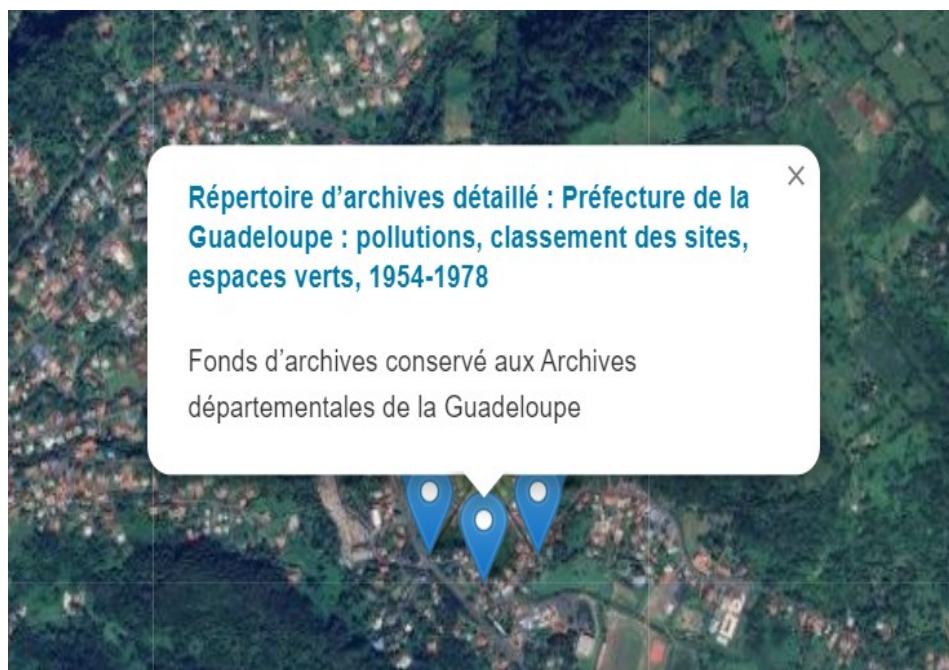 Répertoire d’archives détaillé : Préfecture de la
Guadeloupe : pollutions, classement des sites,
espaces verts, 1954-1978
Fonds d’archives conservé aux Archives
départementales de la Guadeloupe